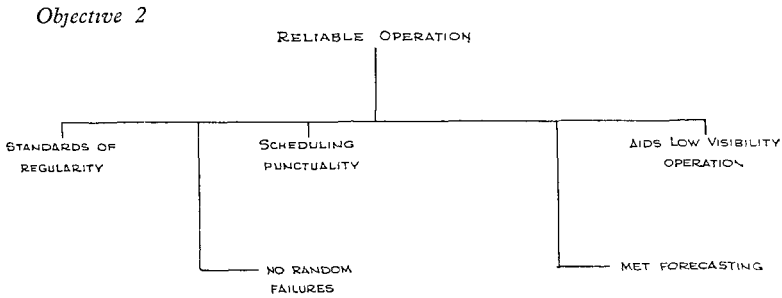 Objective 2
RELIABLE OPERATION
STANDARDS OF
REGULARITY
SCHEDULING
PUNCTUALITY
AIDS LOW VISIBILITY
OPERATION
NO RANDOM
FAILURES
MET FORECASTING